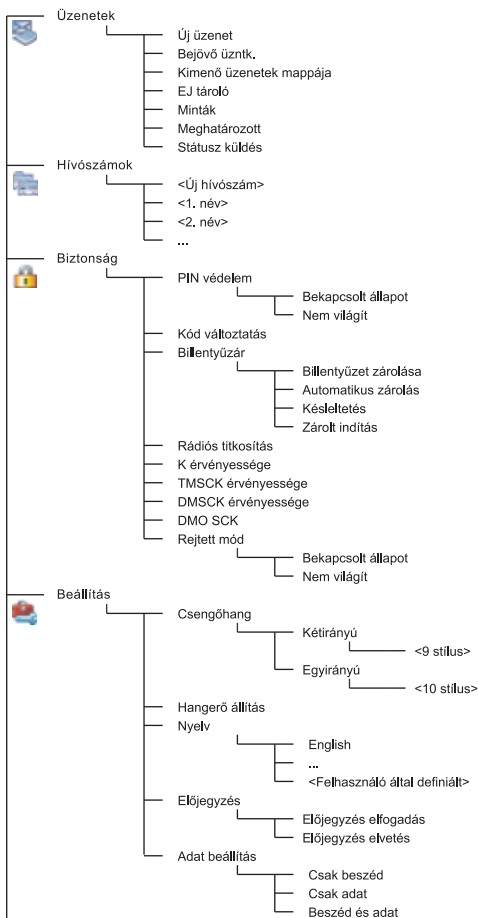 Üzenetek
Új üzenet
Bejövő üzntk.
Kimenő üzenetek mappája
EJ tároló
Minták
Meghatározott
Státusz küldés
Hívószámok
<Új hívószám>
<1. név>
<2. név>
...
Biztonság
PIN védelem
Bekapcsolt állapot
Nem világít
Kód változtatás
Billentyűzár
Billentyűzet zárolása
Automatikus zárolás
Késleltetés
Zárolt indítás
Rádiós titkosítás
K érvényessége
TMSCK érvényessége
DMSCK érvényessége
DMO SCK
Rejtett mód
Bekapcsolt állapot
Nem világít
Beállítás
Csengőhang
Kétirányú
<9 stílus>
Egyirányú
<10 stílus>
Hangerő állítás
Nyelv
English
...
<Felhasználó által definiált>
Előjegyzés
Előjegyzés elfogadás
Előjegyzés elvetés
Adat beállítás
Csak beszéd
Csak adat
Beszéd és adat